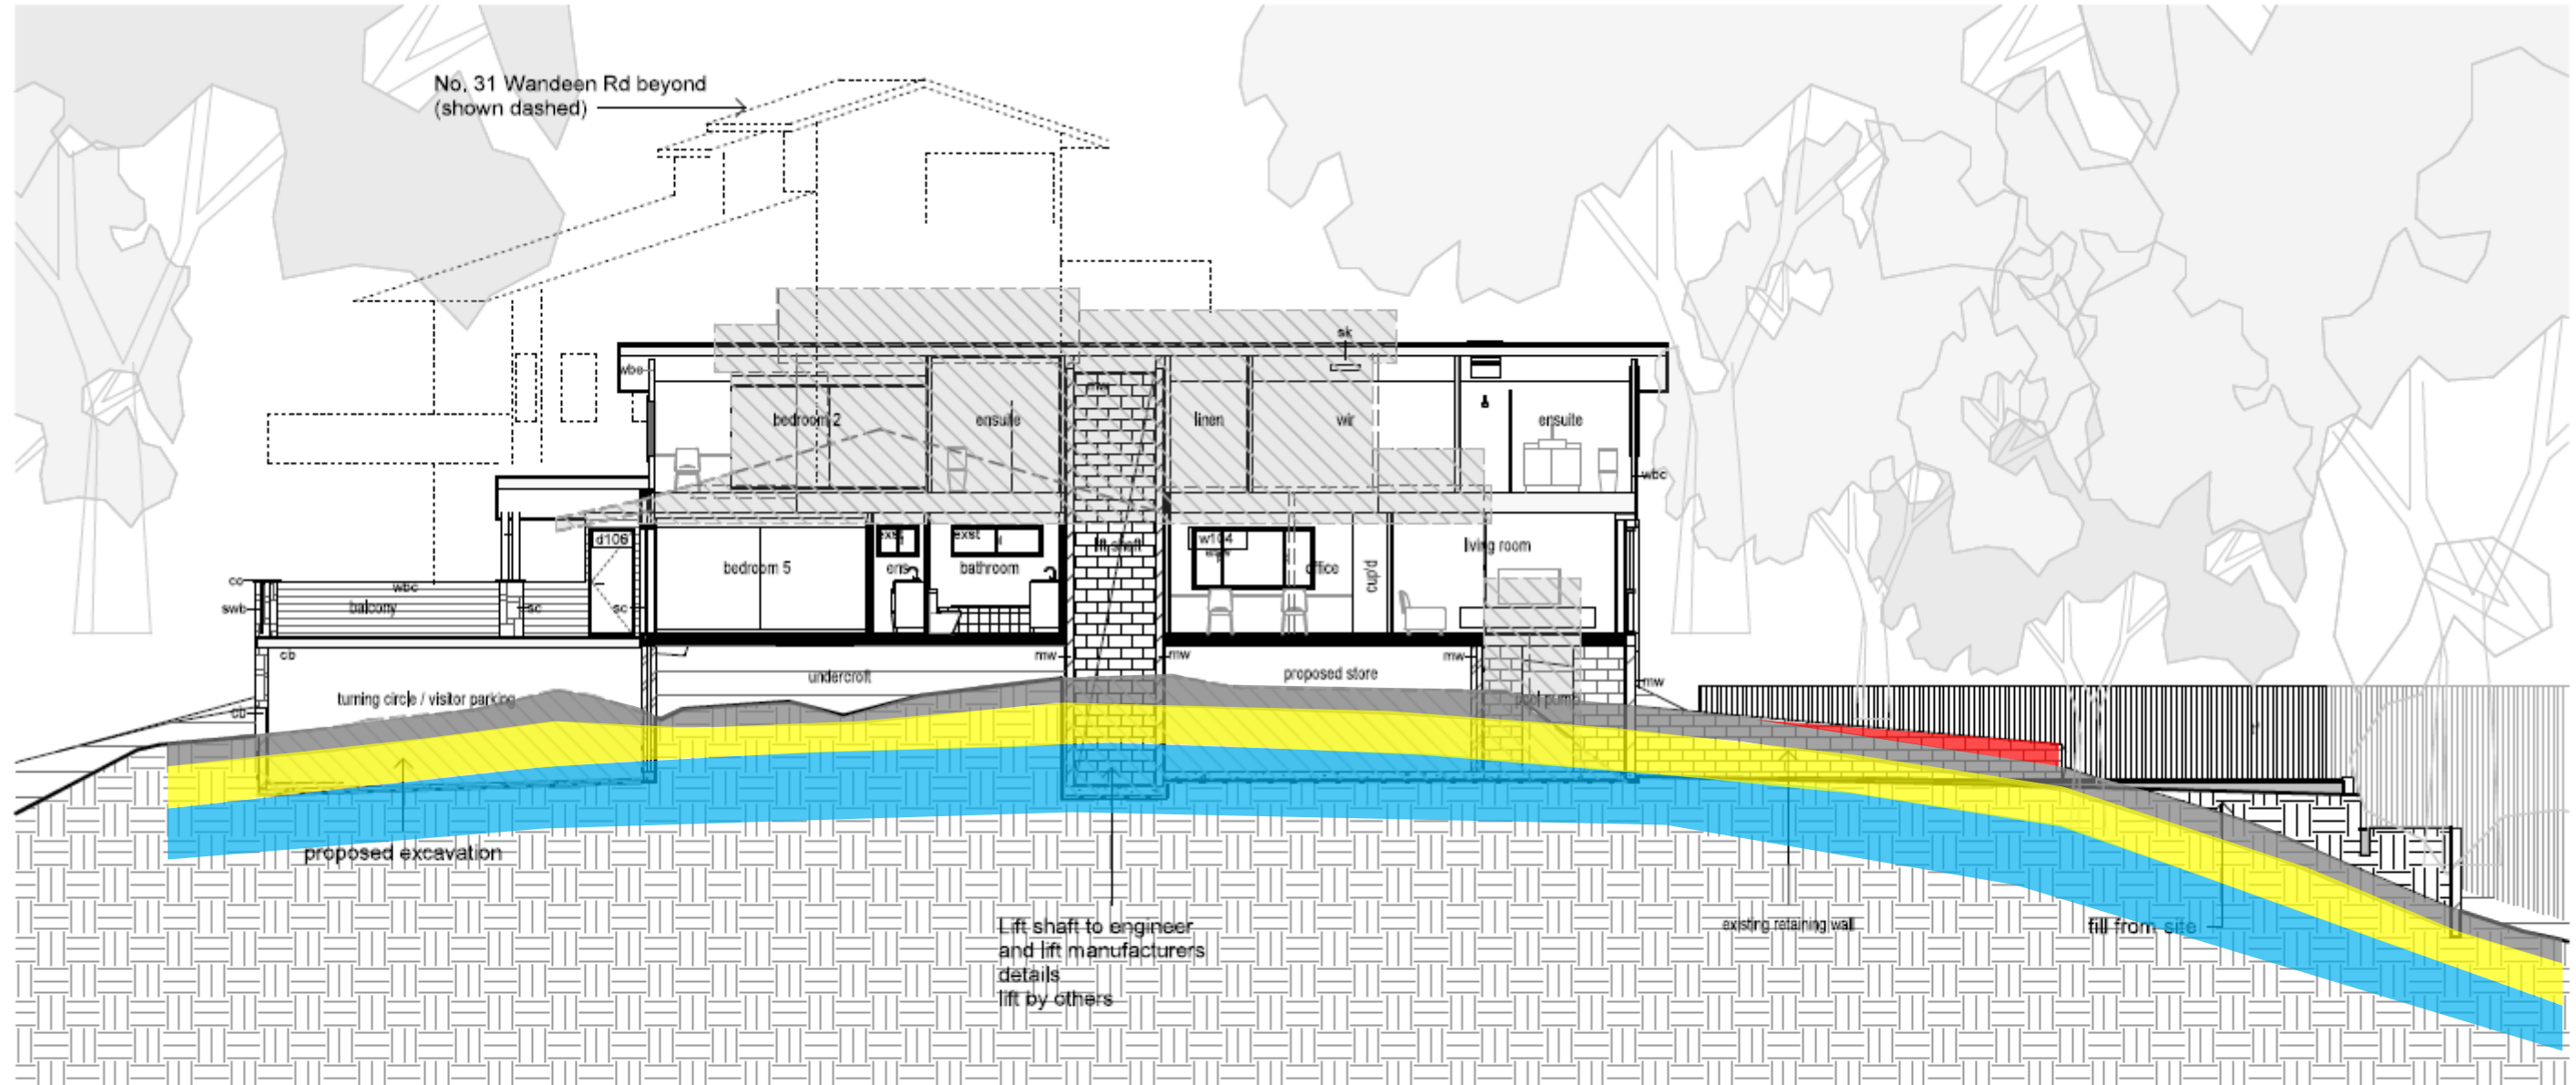 No. 31 Wandeen Rd beyond
(shown dashed)
sk
wbc
bedroom 2
ensuite
mw
linen
wir
ensuite
wbc
d106
exst
exst
lift shaft
w104
living room
bedroom 5
ens
bathroom
office
cup'd
co
swb
wbc
balcony
sc
sc
cb
mw
mw
mw
undercroft
proposed store
mw
turning circle / visitor parking
cb
pool pump
proposed excavation
Lift shaft to engineer
and lift manufacturers
details
lift by others
existing retaining wall
fill from site